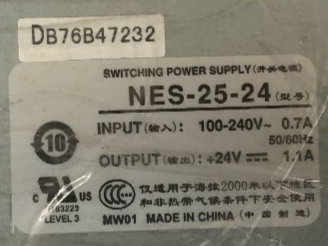 DB76B47232
SWITCHING POWER SUPPLY (开关电源)
NES-25-24 (型号)
INPUT(输入): 100-240V~ 0.7A
50/60Hz
OUTPUT(输出): +24V⎓ 1.1A
10
C US
LEVEL 3
CCC
仅适用于海拔2000米以下地区
和非热带气候条件下安全使用
MW01 MADE IN CHINA (中国制造)